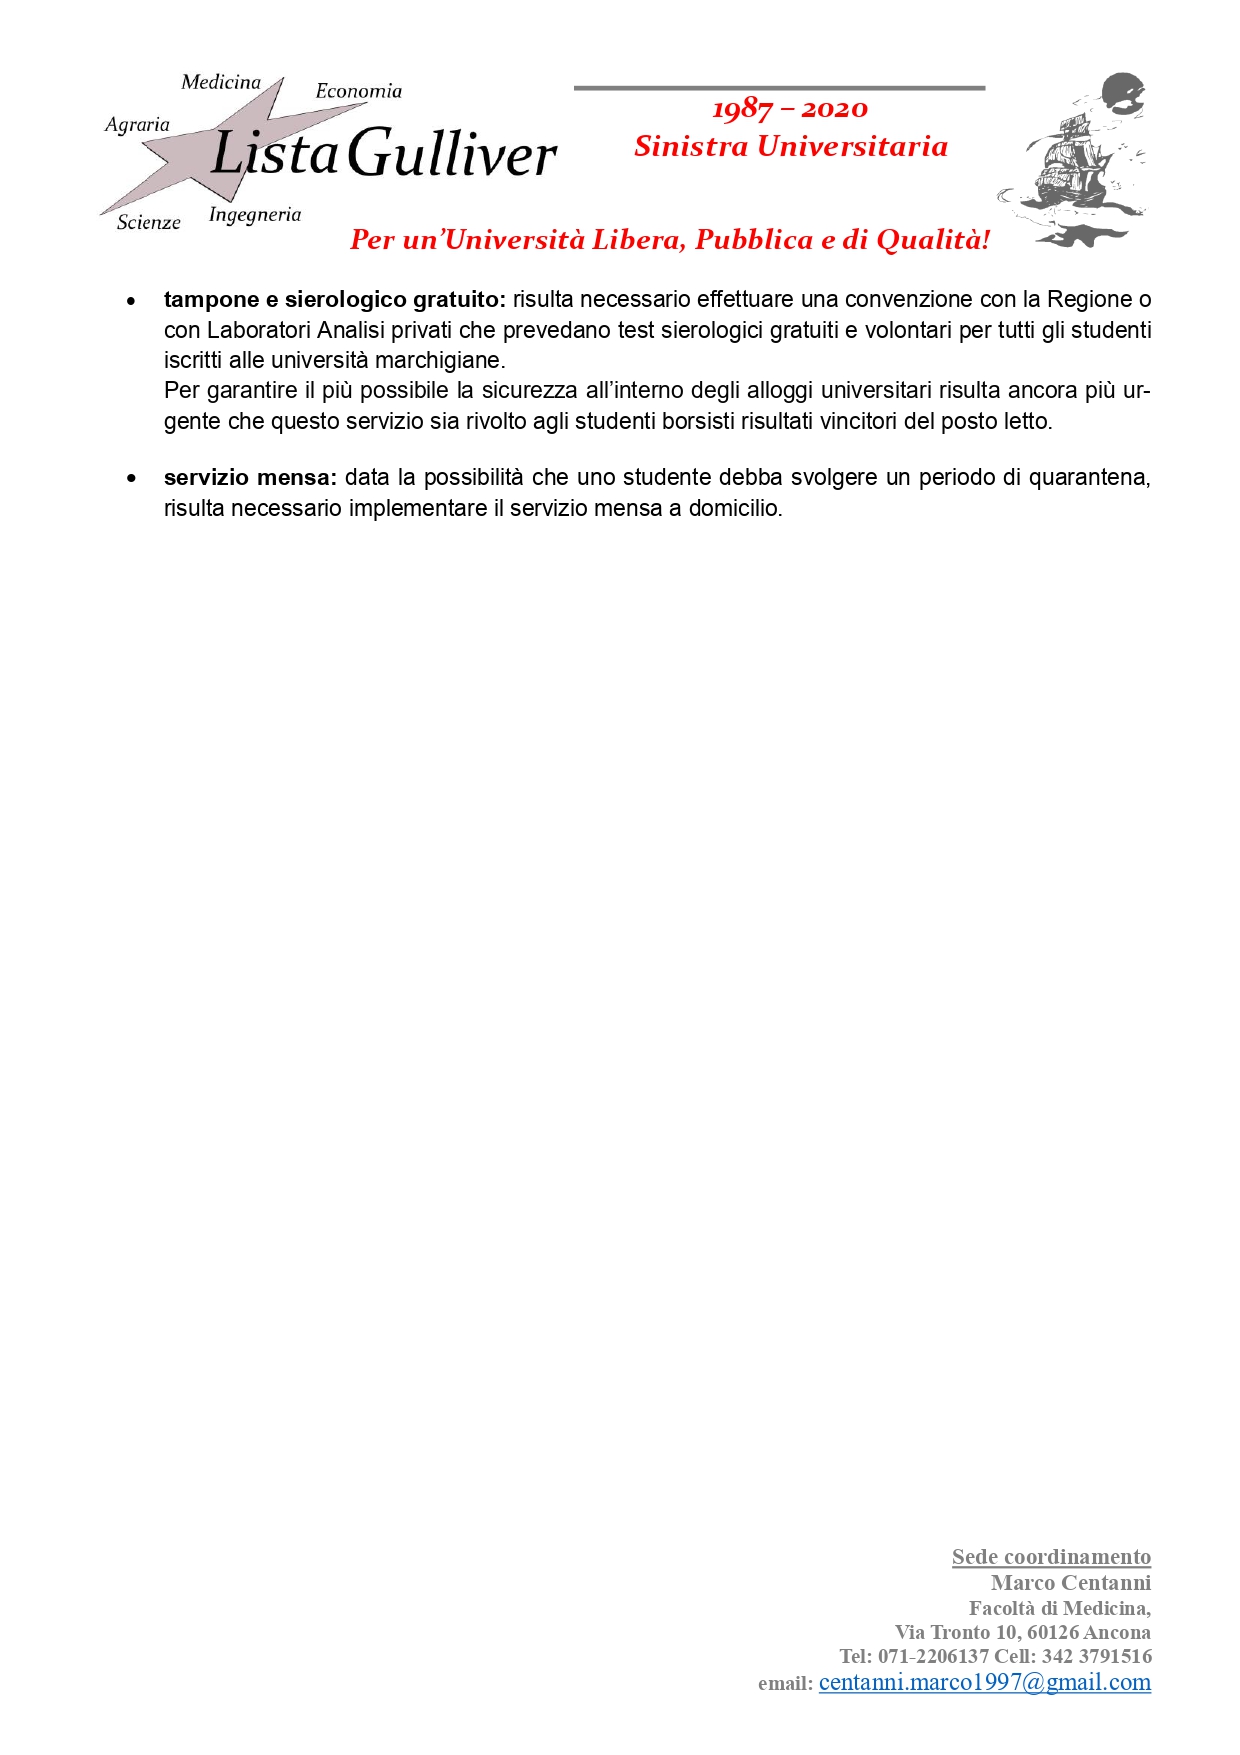 Medicina
Economia
Agraria
Lista Gulliver
Scienze
Ingegneria
1987 – 2020
Sinistra Universitaria
Per un’Università Libera, Pubblica e di Qualità!
• tampone e sierologico gratuito: risulta necessario effettuare una convenzione con la Regione o
con Laboratori Analisi privati che prevedano test sierologici gratuiti e volontari per tutti gli studenti
iscritti alle università marchigiane.
Per garantire il più possibile la sicurezza all’interno degli alloggi universitari risulta ancora più ur-
gente che questo servizio sia rivolto agli studenti borsisti risultati vincitori del posto letto.
• servizio mensa: data la possibilità che uno studente debba svolgere un periodo di quarantena,
risulta necessario implementare il servizio mensa a domicilio.
Sede coordinamento
Marco Centanni
Facoltà di Medicina,
Via Tronto 10, 60126 Ancona
Tel: 071-2206137 Cell: 342 3791516
email: centanni.marco1997@gmail.com